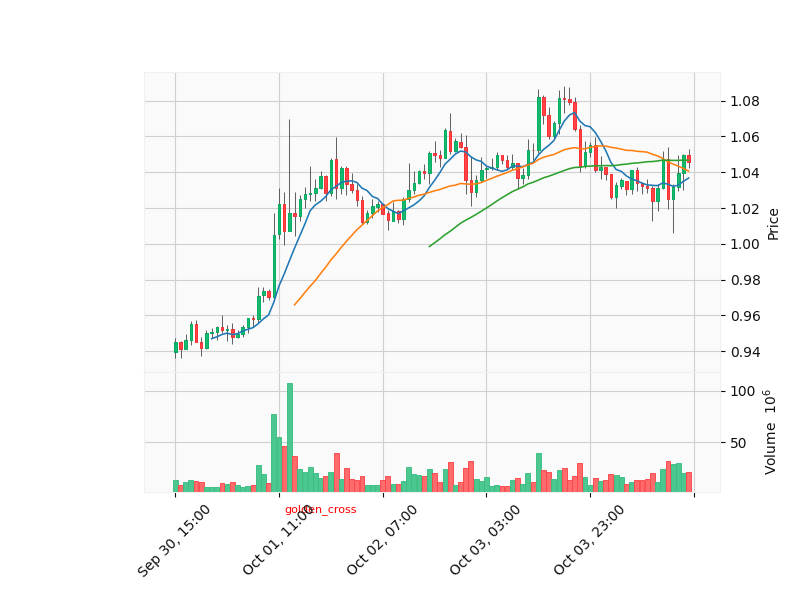 1.08
1.06
1.04
1.02
1.00
0.98
0.96
0.94
Price
100
50
Volume 10^6
golden_cross
Sep 30, 15:00
Oct 01, 11:00
Oct 02, 07:00
Oct 03, 03:00
Oct 03, 23:00